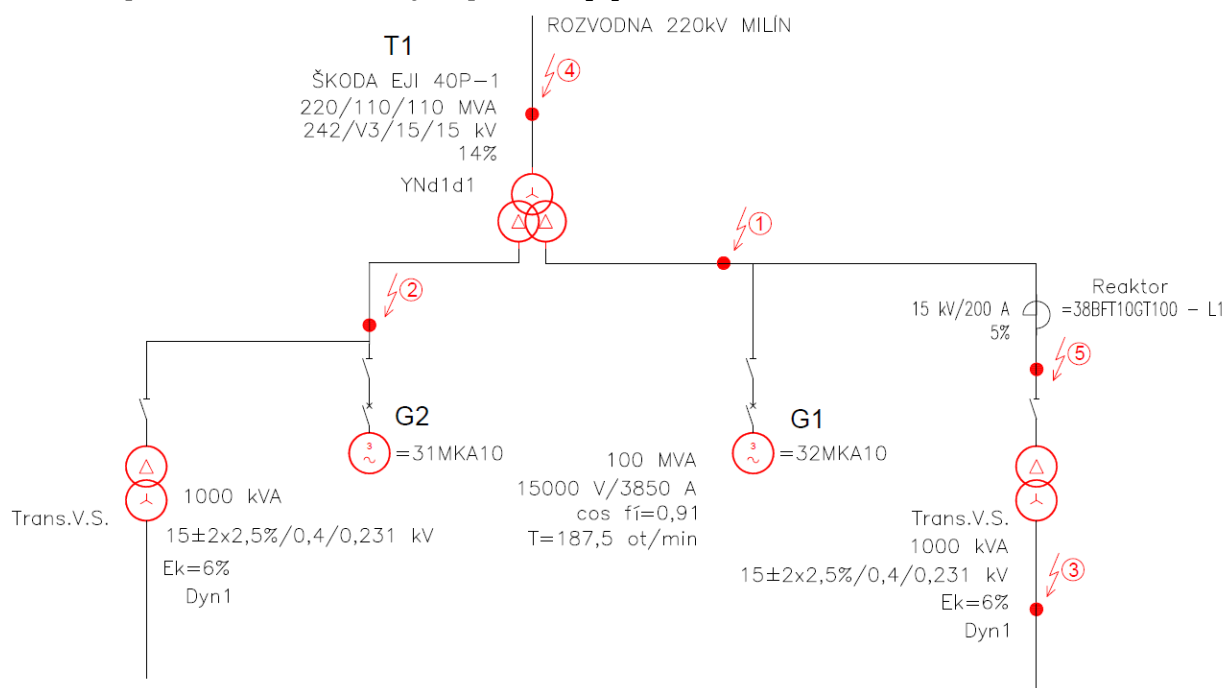 ROZVODNA 220kV MILÍN
T1
④
ŠKODA EJI 40P-1
220/110/110 MVA
242/V3/15/15 kV
14%
YNd1d1
①
②
Reaktor
15 kV/200 A
=38BFT10GT100 - L1
5%
⑤
G2
G1
3
=31MKA10
3
=32MKA10
100 MVA
15000 V/3850 A
cos fí=0,91
T=187,5 ot/min
1000 kVA
Trans.V.S.
15±2x2,5%/0,4/0,231 kV
Ek=6%
Dyn1
Trans.V.S.
1000 kVA
15±2x2,5%/0,4/0,231 kV
③
Ek=6%
Dyn1